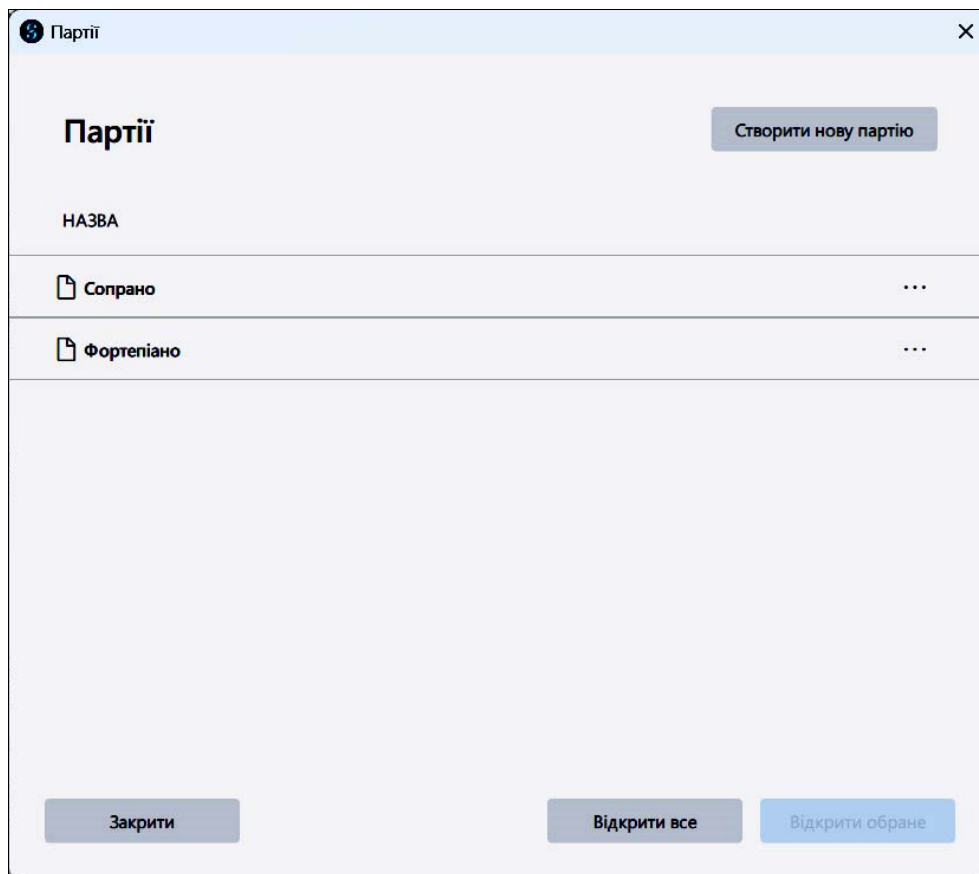 Партії
Партії
Створити нову партію
НАЗВА
Сопрано
Фортепіано
Закрити
Відкрити все
Відкрити обране